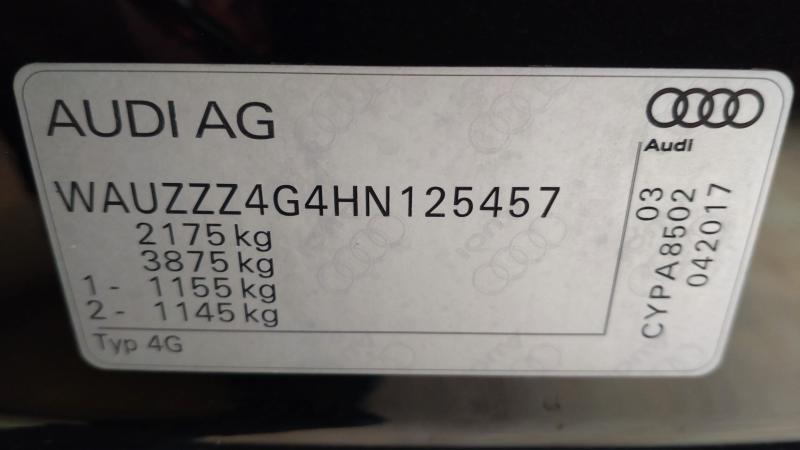 AUDI AG
Audi
WAUZZZ4G4HN125457
2175 kg
3875 kg
1 - 1155 kg
2 - 1145 kg
Typ 4G
03
CYPA8502
042017